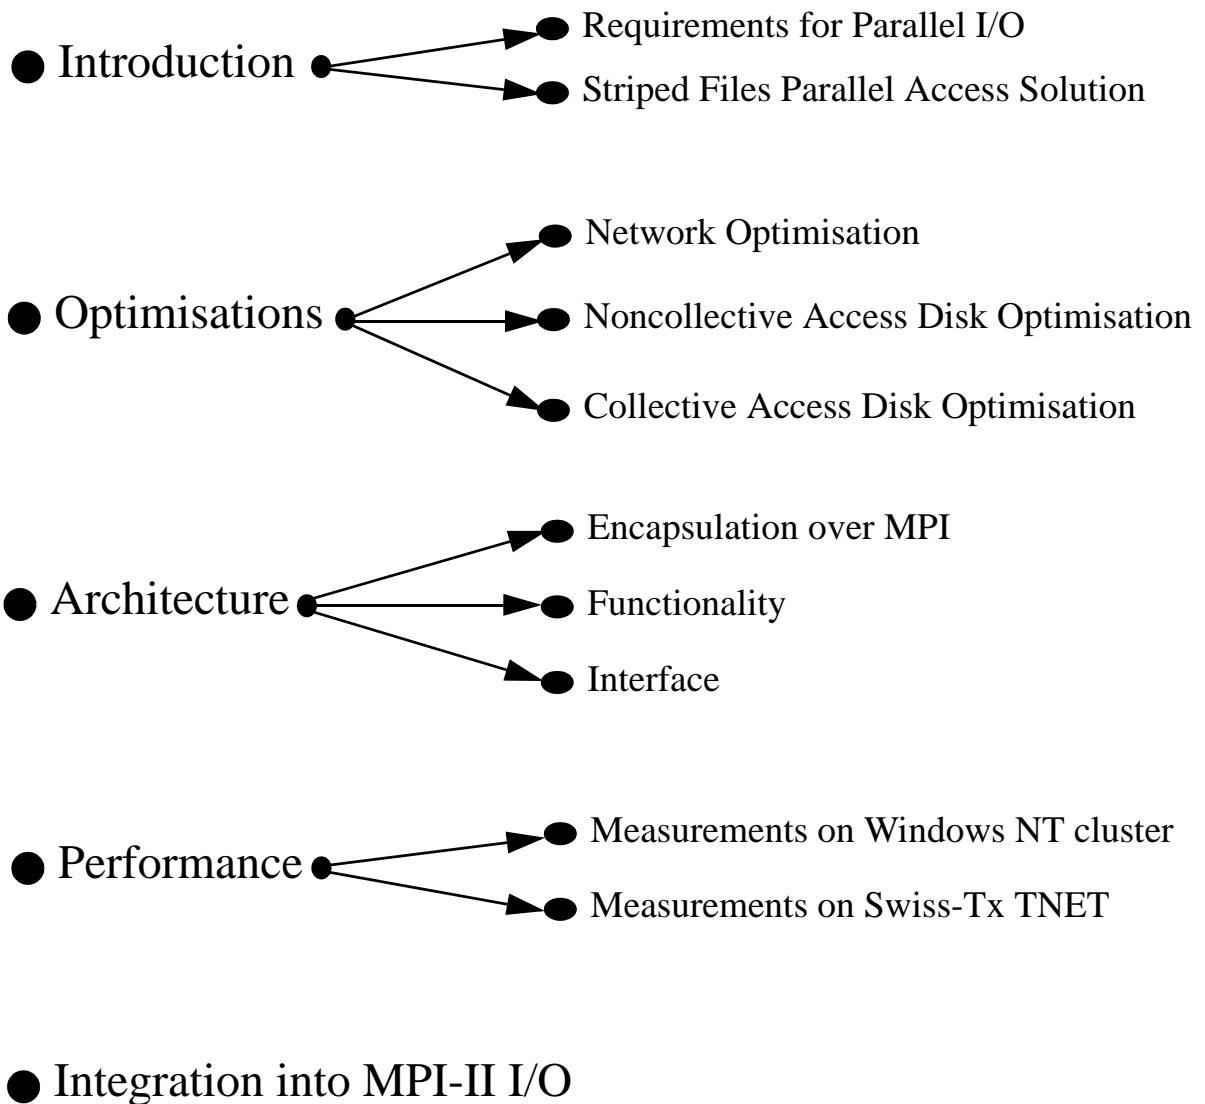 Introduction
Requirements for Parallel I/O
Striped Files Parallel Access Solution
Optimisations
Network Optimisation
Noncollective Access Disk Optimisation
Collective Access Disk Optimisation
Architecture
Encapsulation over MPI
Functionality
Interface
Performance
Measurements on Windows NT cluster
Measurements on Swiss-Tx TNET
Integration into MPI-II I/O